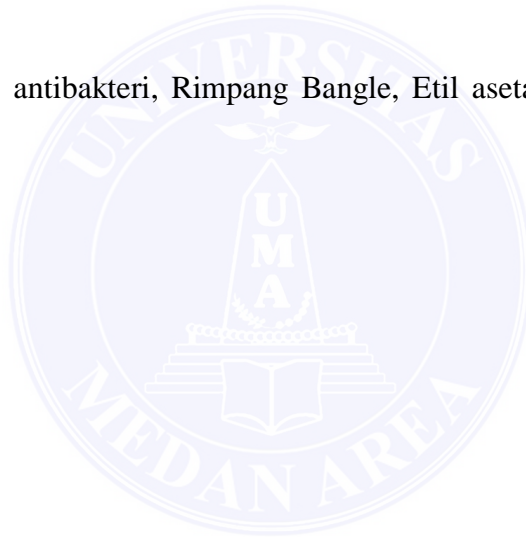 antibakteri, Rimpang Bangle, Etil aseta
UNIVERSITAS
UMA
MEDAN AREA